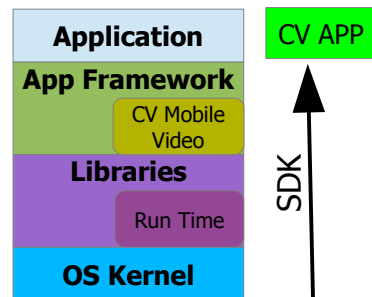 Application
CV APP
App Framework
CV Mobile
Video
Libraries
Run Time
SDK
OS Kernel